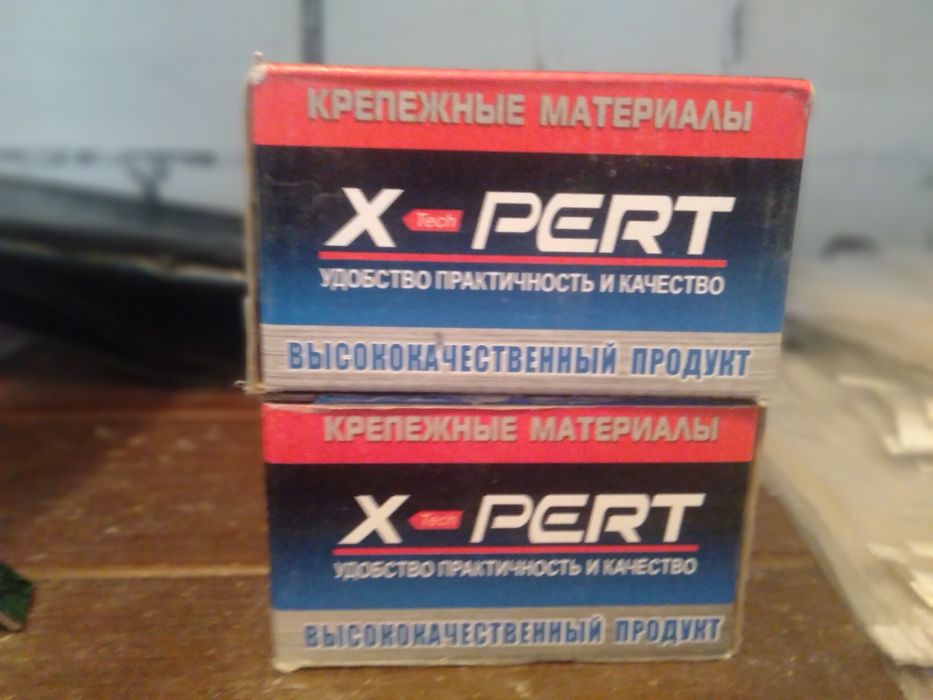 КРЕПЕЖНЫЕ МАТЕРИАЛЫ
X Tech PERT
УДОБСТВО ПРАКТИЧНОСТЬ И КАЧЕСТВО
ВЫСОКОКАЧЕСТВЕННЫЙ ПРОДУКТ
КРЕПЕЖНЫЕ МАТЕРИАЛЫ
X Tech PERT
УДОБСТВО ПРАКТИЧНОСТЬ И КАЧЕСТВО
ВЫСОКОКАЧЕСТВЕННЫЙ ПРОДУКТ